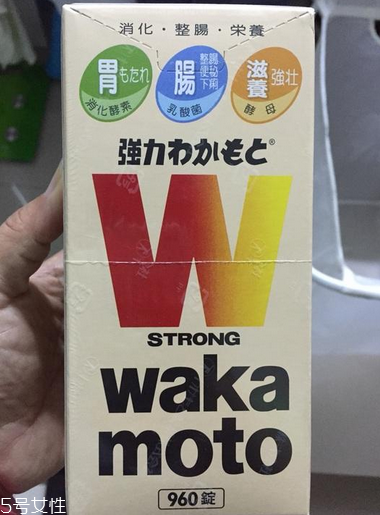 消化・整腸・栄養
胃もたれ
消化酵素
腸
整腸
便秘
軟下用
乳酸菌
滋養強壮
酵母
強力わかもと®
W
STRONG
waka
moto
960錠
5号女性